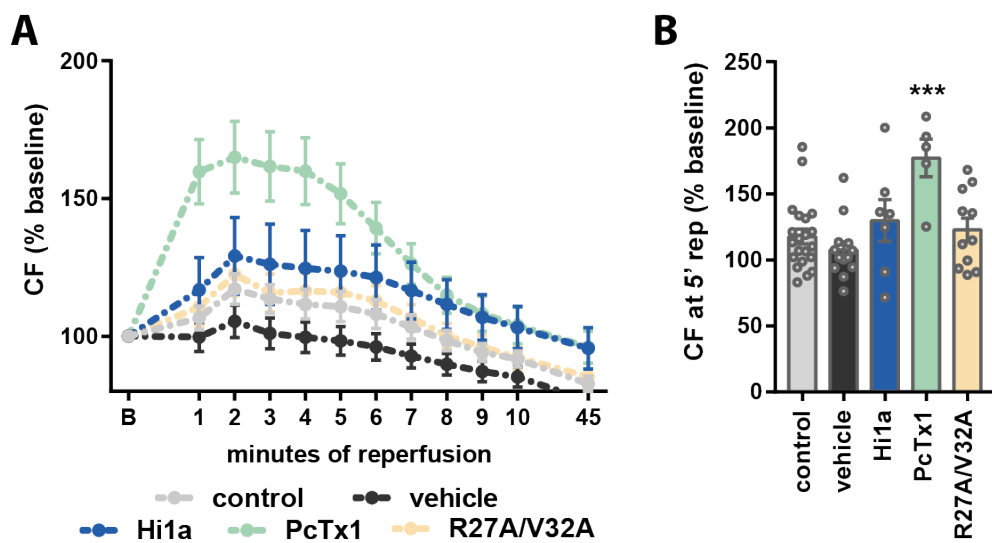 A
CF (% baseline)
200
150
100
B 1 2 3 4 5 6 7 8 9 10 45
minutes of reperfusion
control vehicle
Hi1a PcTx1 R27A/V32A
B
CF at 5' rep (% baseline)
250
200
150
100
50
0
***
control
vehicle
Hi1a
PcTx1
R27A/V32A